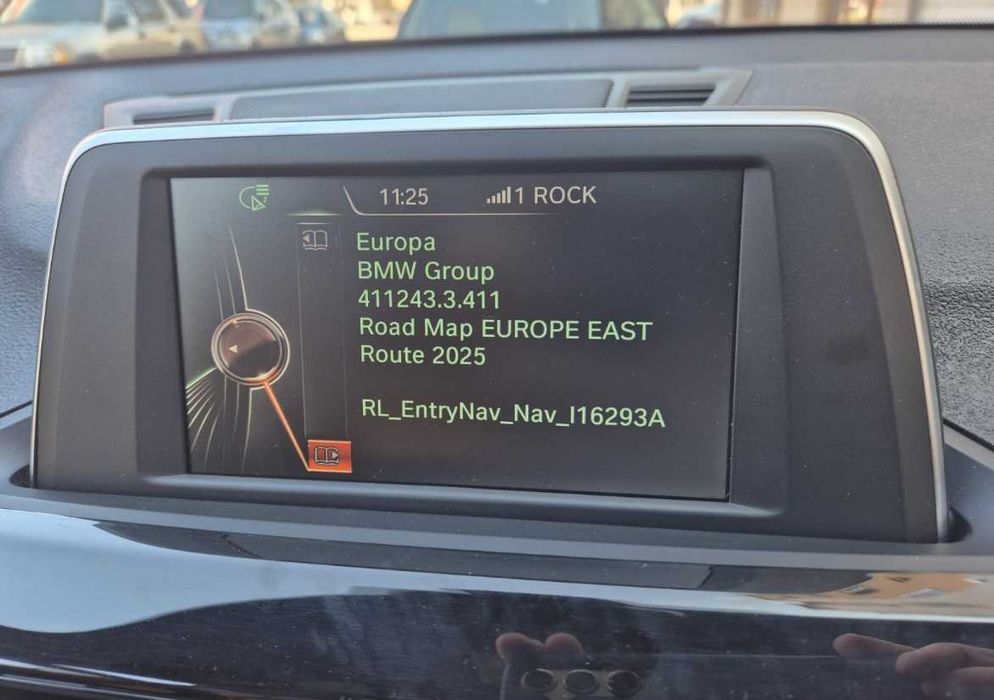 11:25
1 ROCK
Europa
BMW Group
411243.3.411
Road Map EUROPE EAST
Route 2025
RL_EntryNav_Nav_I16293A